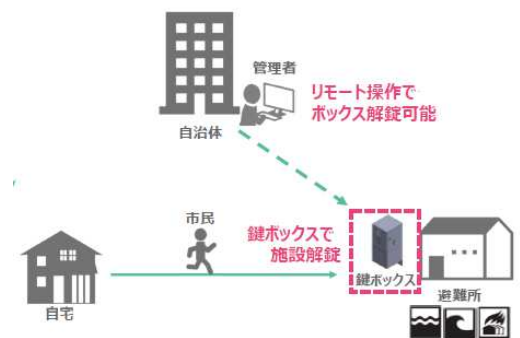 管理者
リモート操作で
ボックス解錠可能
自治体
市民
鍵ボックスで
施設解錠
鍵ボックス
避難所
自宅